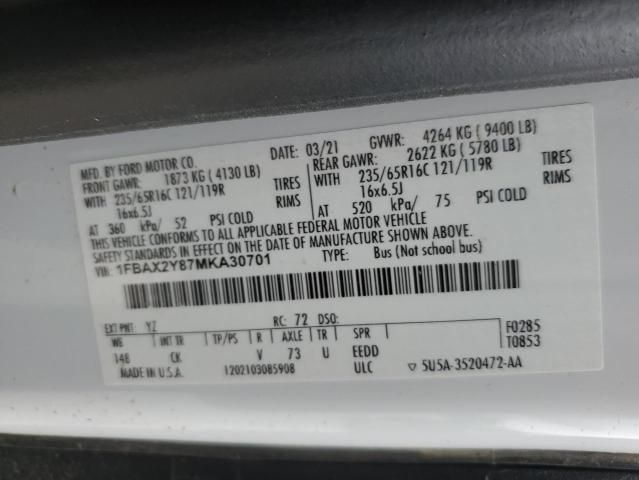 MFD. BY FORD MOTOR CO. DATE: 03/21 GVWR: 4264 KG ( 9400 LB)
FRONT GAWR: 1873 KG ( 4130 LB) REAR GAWR: 2622 KG ( 5780 LB)
WITH 235/65R16C 121/119R TIRES WITH 235/65R16C 121/119R TIRES
16x6.5J RIMS 16x6.5J RIMS
AT 360 kPa/ 52 PSI COLD AT 520 kPa/ 75 PSI COLD
THIS VEHICLE CONFORMS TO ALL APPLICABLE FEDERAL MOTOR VEHICLE
SAFETY STANDARDS IN EFFECT ON THE DATE OF MANUFACTURE SHOWN ABOVE.
VIN: 1FBAX2Y87MKA30701 TYPE: Bus (Not school bus)
EXT PNT: YZ RC: 72 DSO: F0285
WB INT TR TP/PS R AXLE TR SPR T0853
148 CK V 73 U EEDD
MADE IN U.S.A. 1202103085908 ULC ▽ 5U5A-3520472-AA